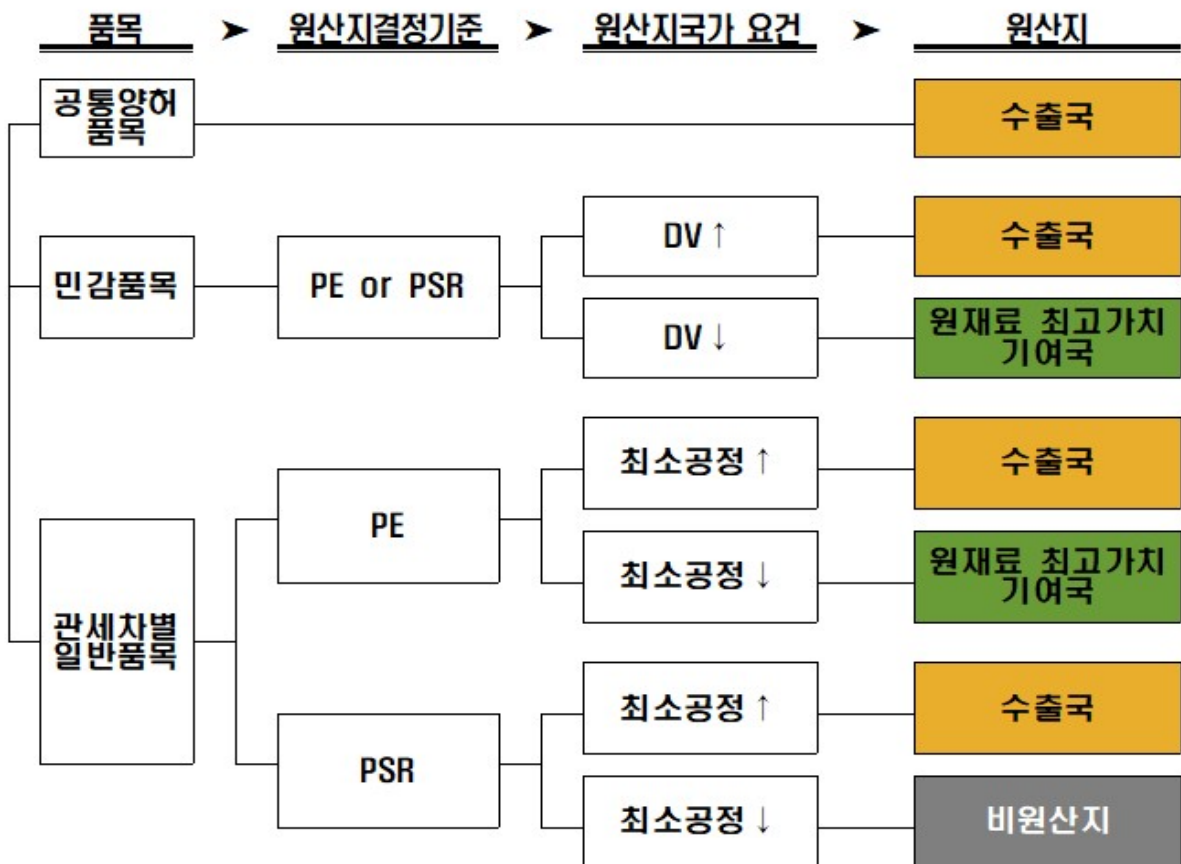 품목 ➤ 원산지결정기준 ➤ 원산지국가 요건 ➤ 원산지
공통양허
품목
수출국
민감품목
PE or PSR
DV ↑
수출국
DV ↓
원재료 최고가치
기여국
관세차별
일반품목
PE
최소공정 ↑
수출국
최소공정 ↓
원재료 최고가치
기여국
PSR
최소공정 ↑
수출국
최소공정 ↓
비원산지